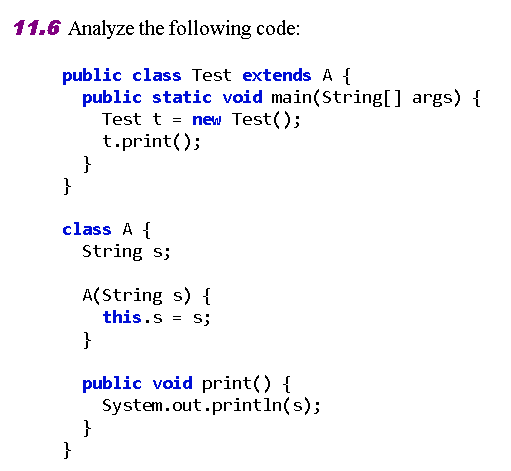 11.6 Analyze the following code:
public class Test extends A {
  public static void main(String[] args) {
    Test t = new Test();
    t.print();
  }
}
class A {
  String s;
  A(String s) {
    this.s = s;
  }
  public void print() {
    System.out.println(s);
  }
}